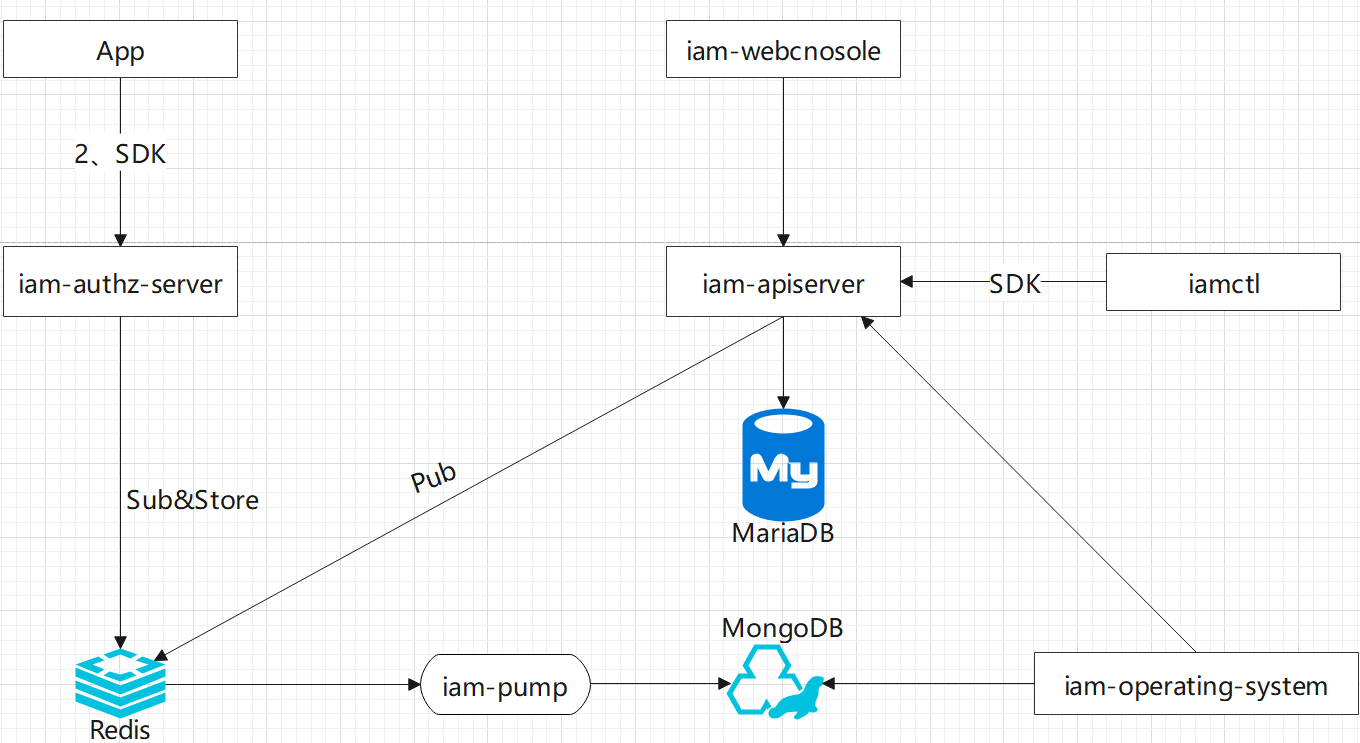 App
iam-webcnosole
2、SDK
iam-authz-server
iam-apiserver
SDK
iamctl
Pub
Sub&Store
My
MariaDB
MongoDB
iam-pump
iam-operating-system
Redis